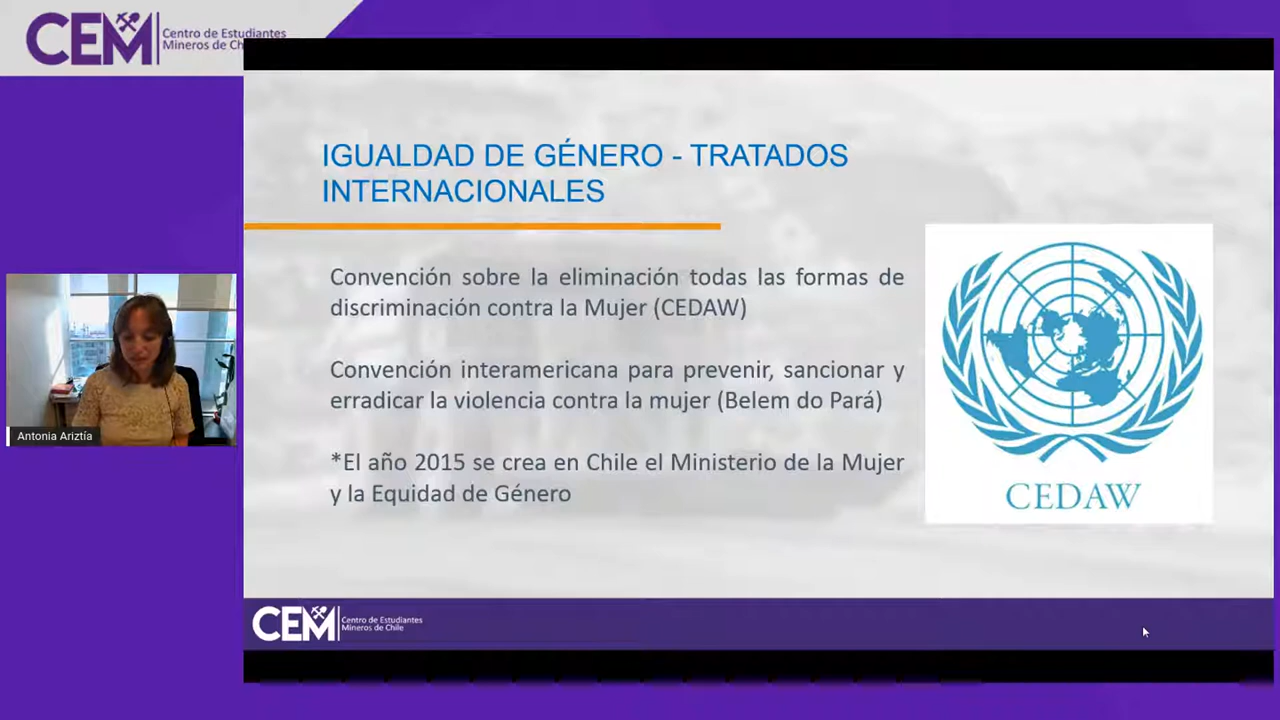 CEM
Centro de Estudiantes
Mineros de Ch
IGUALDAD DE GÉNERO - TRATADOS
INTERNACIONALES
Convención sobre la eliminación todas las formas de
discriminación contra la Mujer (CEDAW)
Convención interamericana para prevenir, sancionar y
erradicar la violencia contra la mujer (Belem do Pará)
*El año 2015 se crea en Chile el Ministerio de la Mujer
y la Equidad de Género
CEDAW
Antonia Ariztía
CEM
Centro de Estudiantes
Mineros de Chile